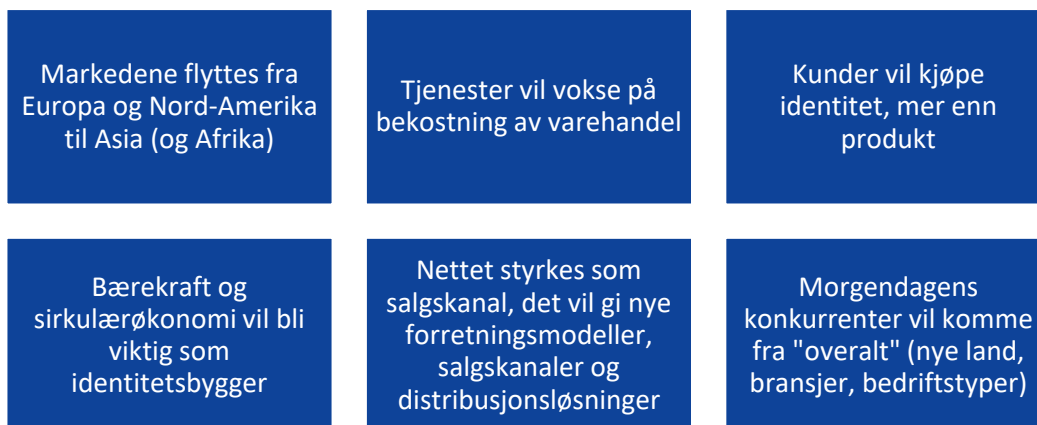 Markedene flyttes fra
Europa og Nord-Amerika
til Asia (og Afrika)
Tjenester vil vokse på
bekostning av varehandel
Kunder vil kjøpe
identitet, mer enn
produkt
Bærekraft og
sirkulærøkonomi vil bli
viktig som
identitetsbygger
Nettet styrkes som
salgskanal, det vil gi nye
forretningsmodeller,
salgskanaler og
distribusjonsløsninger
Morgendagens
konkurrenter vil komme
fra "overalt" (nye land,
bransjer, bedriftstyper)